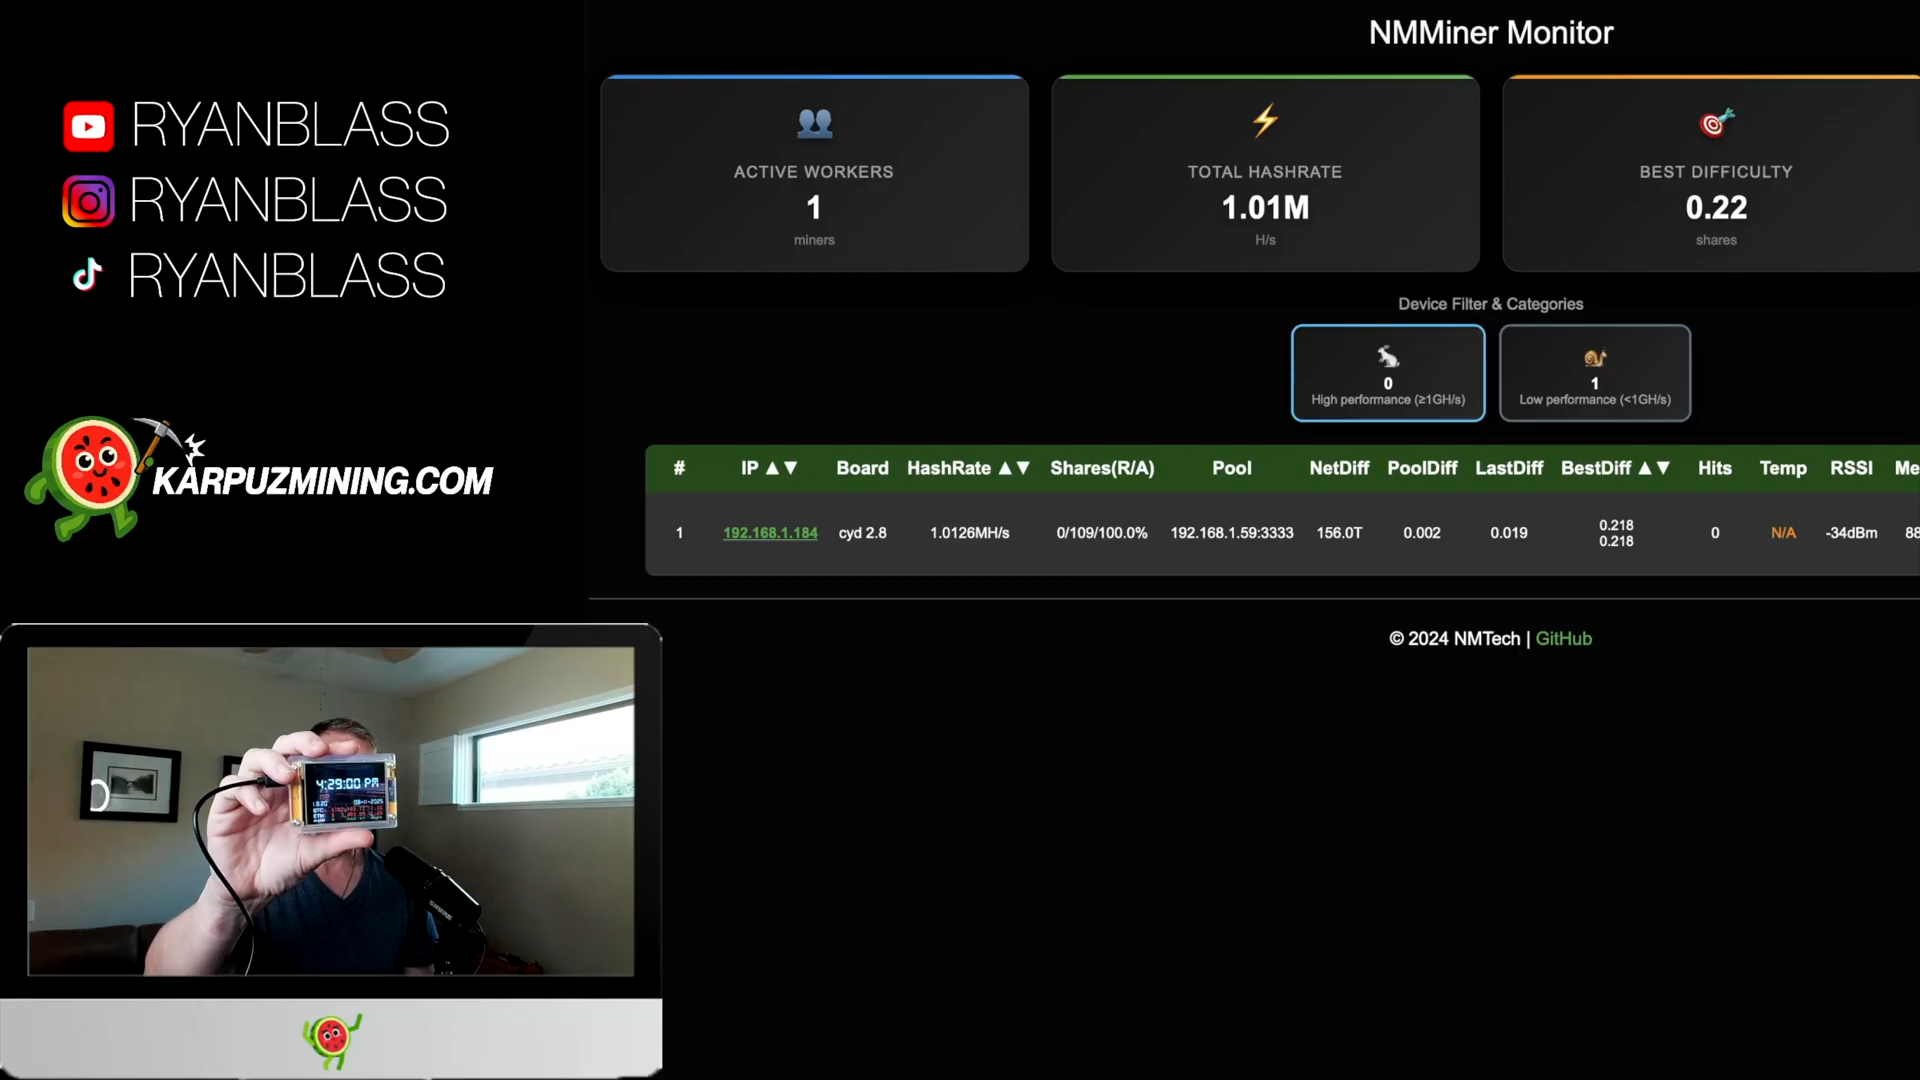 RYANBLASS
RYANBLASS
RYANBLASS
KARPUZMINING.COM
NMMiner Monitor
ACTIVE WORKERS
1
miners
TOTAL HASHRATE
1.01M
H/s
BEST DIFFICULTY
0.22
shares
Device Filter & Categories
0
High performance (≥1GH/s)
1
Low performance (<1GH/s)
# IP ▲▼ Board HashRate ▲▼ Shares(R/A) Pool NetDiff PoolDiff LastDiff BestDiff ▲▼ Hits Temp RSSI Me
1 192.168.1.184 cyd 2.8 1.0126MH/s 0/109/100.0% 192.168.1.59:3333 156.0T 0.002 0.019 0.218 0 N/A -34dBm 88
0.218
© 2024 NMTech | GitHub
4:29:00 PM